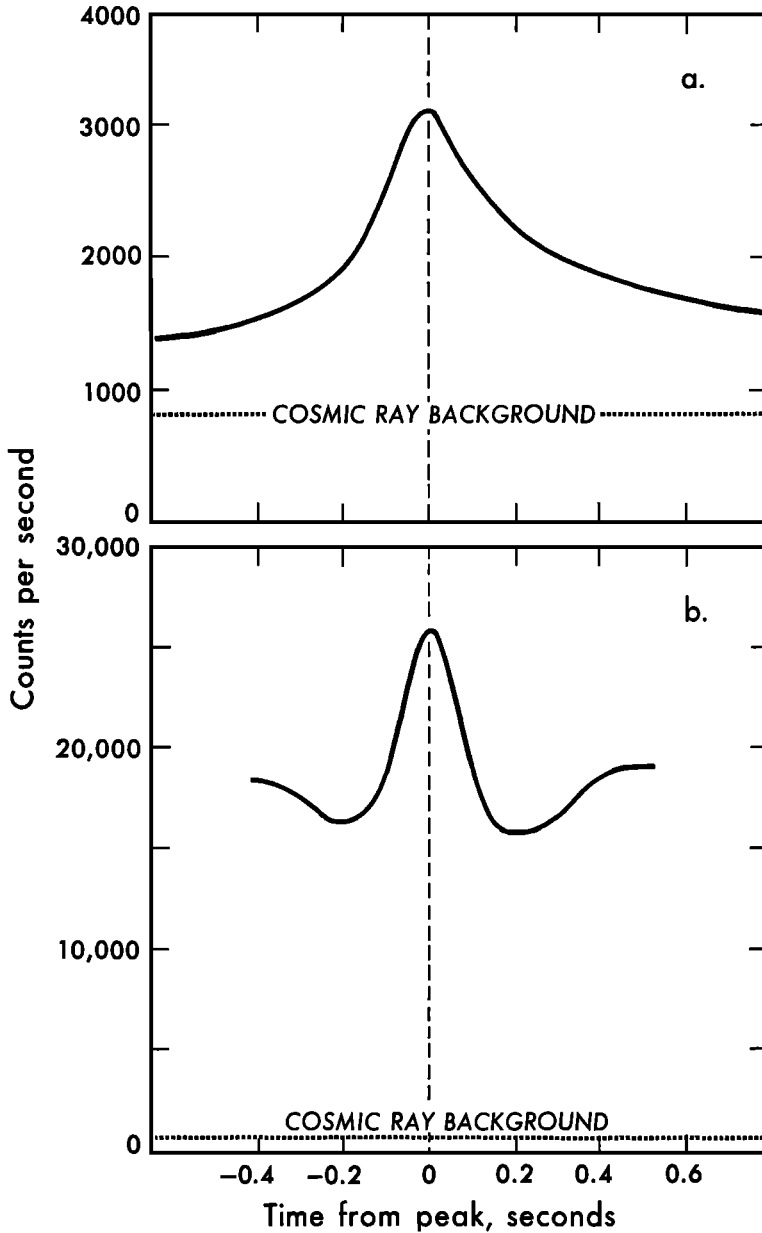 4000
a.
3000
2000
1000
COSMIC RAY BACKGROUND
0
Counts per second
30,000
b.
20,000
10,000
COSMIC RAY BACKGROUND
0
−0.4 −0.2 0 0.2 0.4 0.6
Time from peak, seconds